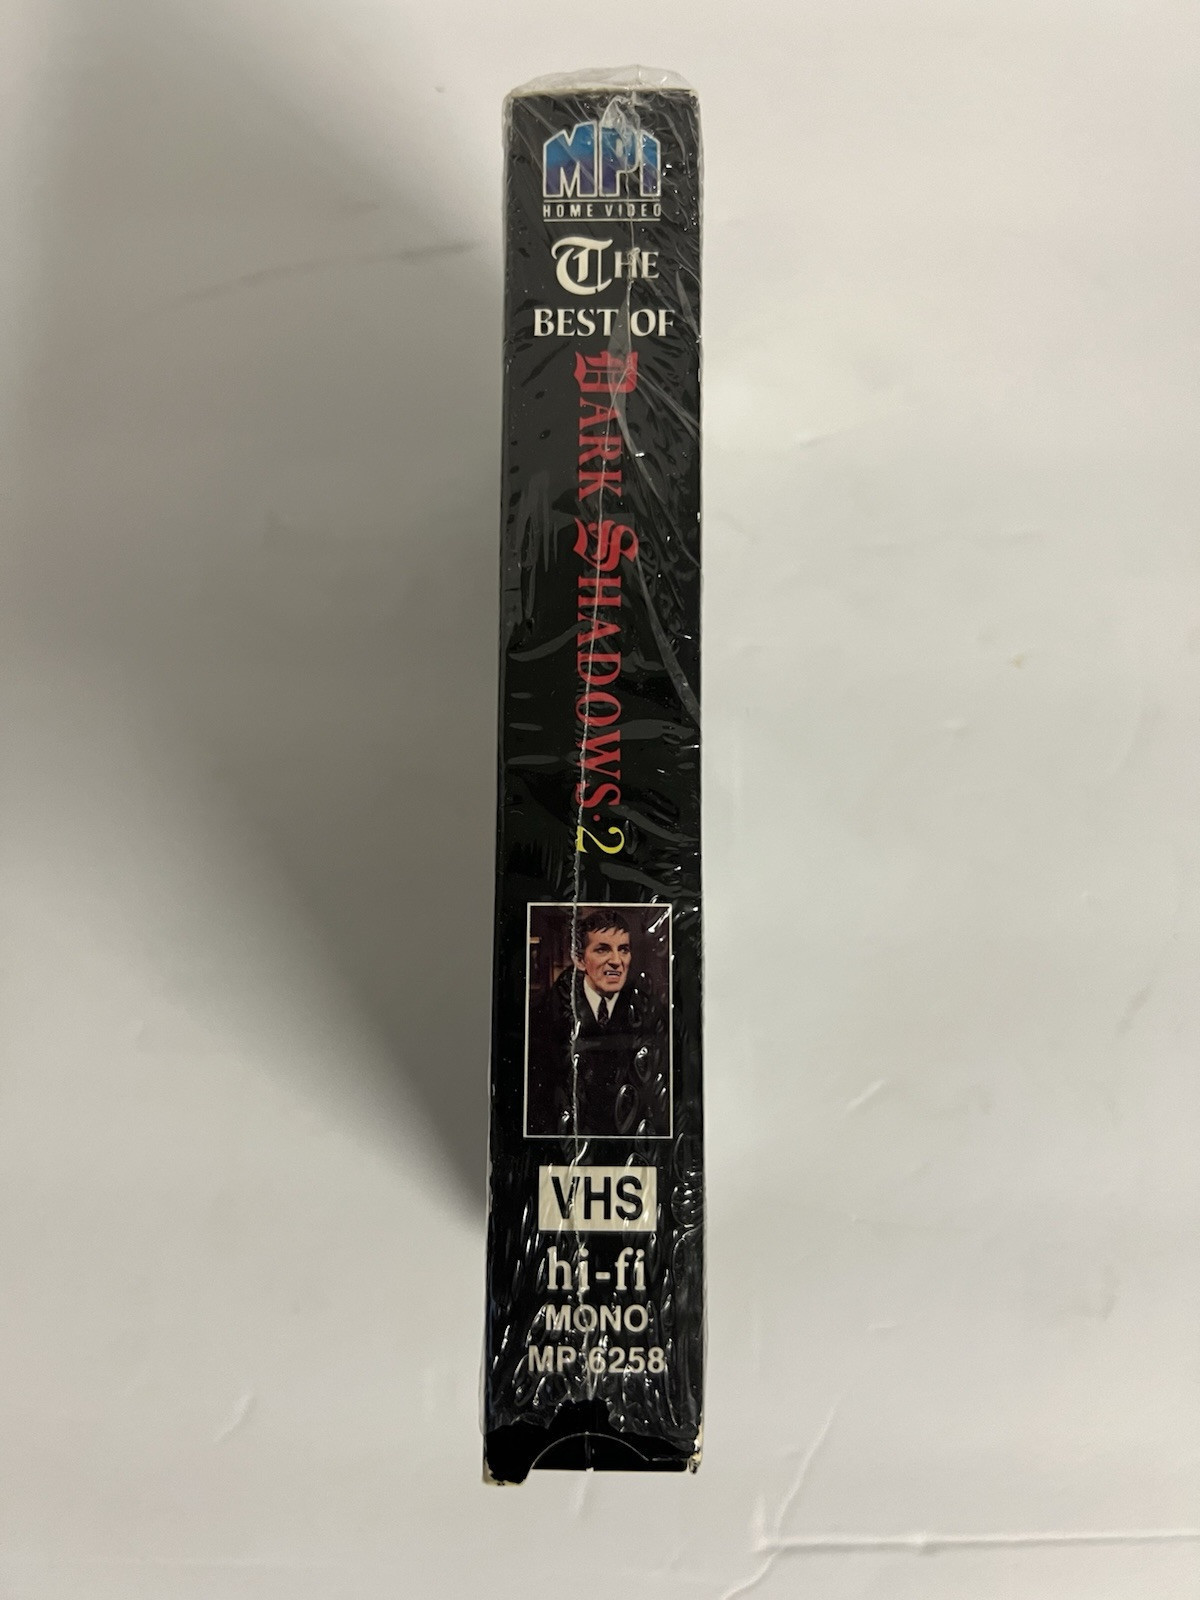 MPI
HOME VIDEO
THE
BEST OF
DARK SHADOWS. 2
VHS
hi-fi
MONO
MP 6258